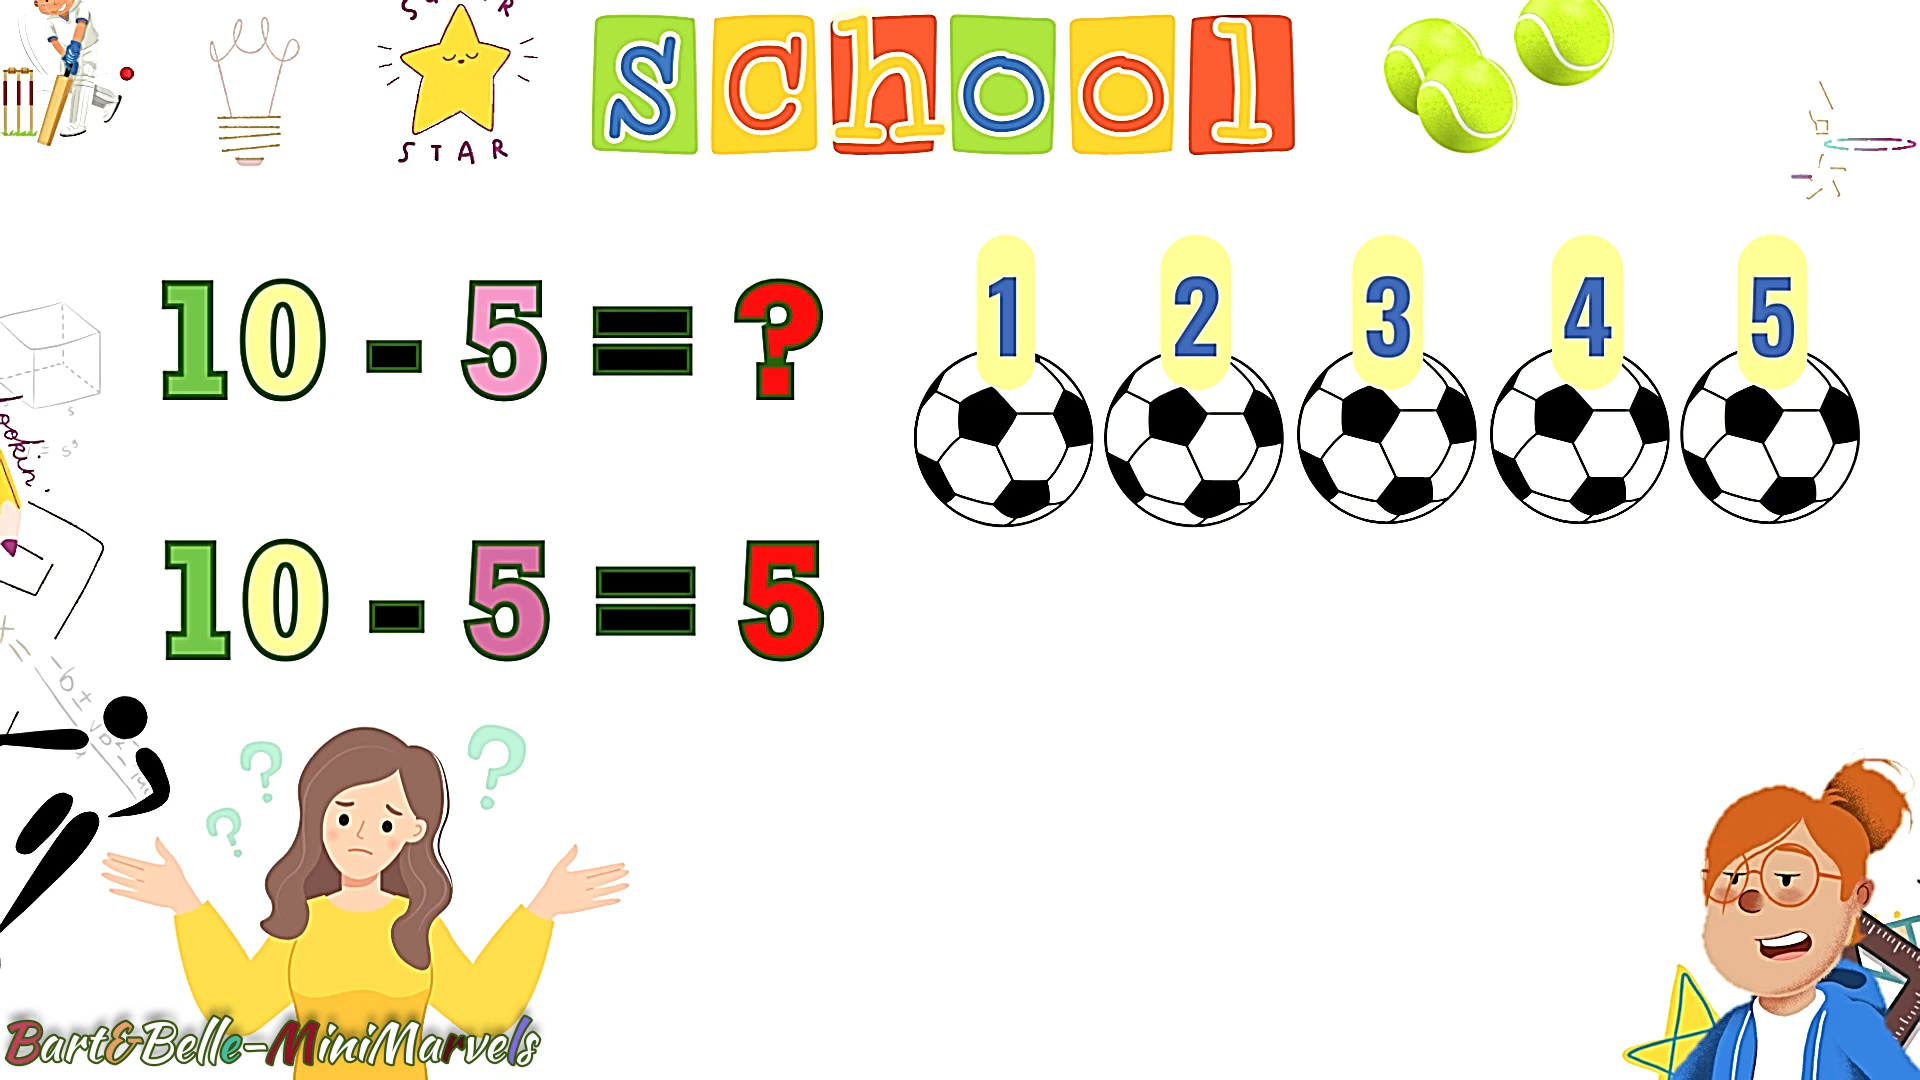 STAR
school
10 - 5 = ?
1 2 3 4 5
10 - 5 = 5
Bart&Belle-MiniMarvels